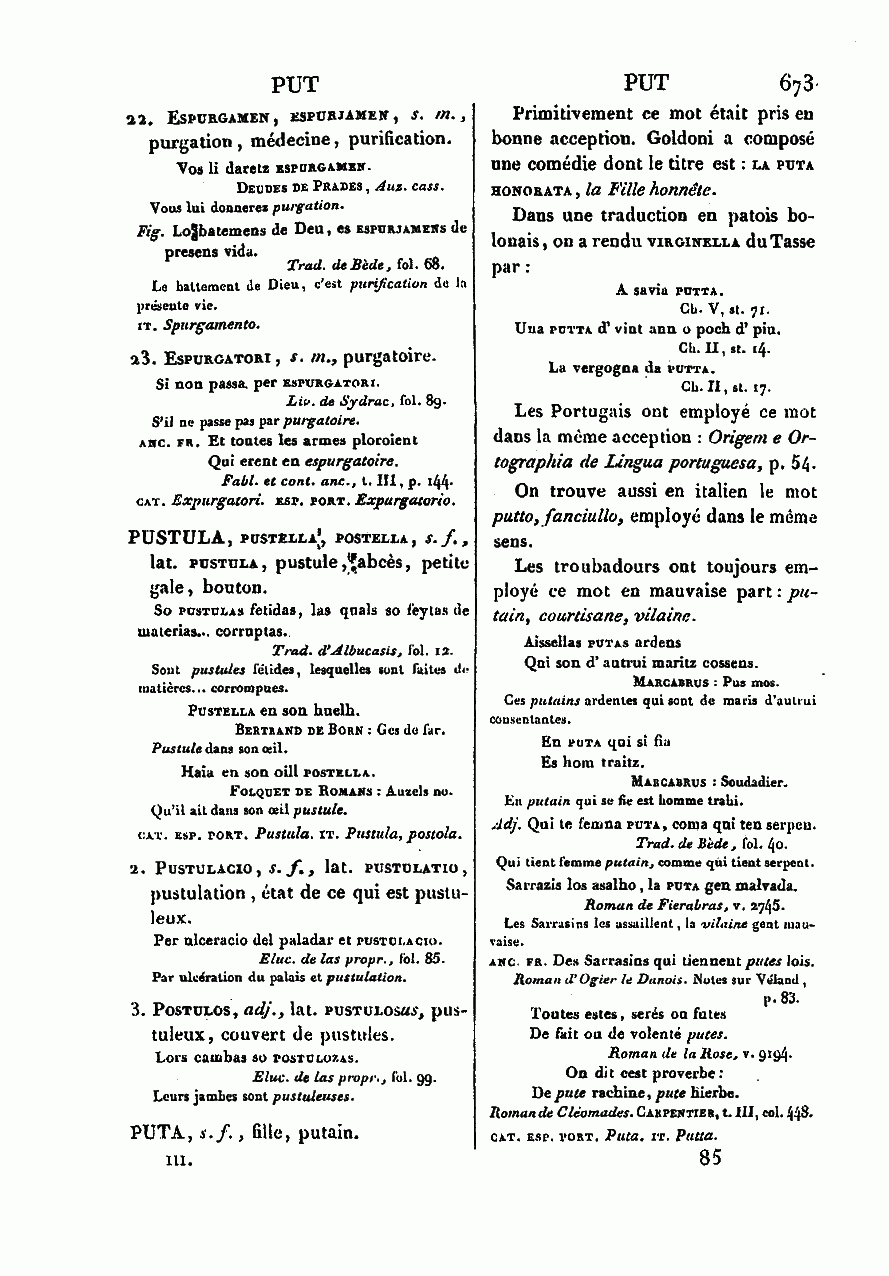 PUT
PUT 673
22. ESPURGAMEN, ESPURJAMEN, s. m.,
purgation, médecine, purification.
Vos li daretz ESPURGAMEN.
DEUDES DE PRADES, Auz. cass.
Vous lui donnerez purgation.
Fig. Lo batemens de Deu, es ESPURJAMENS de
presens vida.
Trad. de Bède, fol. 68.
Le battement de Dieu, c'est purification de la
présente vie.
IT. Spurgamento.
23. ESPURGATORI, s. m., purgatoire.
Si non passa per ESPURGATORI.
Liv. de Sydrac, fol. 89.
S'il ne passe pas par purgatoire.
ANC. FR. Et toutes les armes ploroient
Qui erent en espurgatoire.
Fabl. et cont. anc., t. III, p. 144.
CAT. Expurgatori. ESP. PORT. Expurgatorio.
PUSTULA, PUSTELLA, POSTELLA, s. f.,
lat. PUSTULA, pustule, abcès, petite
gale, bouton.
So PUSTULAS fetidas, las quals so feytas de
materias... corruptas.
Trad. d'Albucasis, fol. 12.
Sont pustules fétides, lesquelles sont faites de
matières... corrompues.
PUSTELLA en son huelh.
BERTRAND DE BORN : Ges de far.
Pustule dans son œil.
Haia en son oill POSTELLA.
FOLQUET DE ROMANS : Auzels no.
Qu'il ait dans son œil pustule.
CAT. ESP. PORT. Pustula. IT. Pustula, postola.
2. PUSTULACIO, s. f., lat. PUSTULATIO,
pustulation, état de ce qui est pustu-
leux.
Per ulceracio del paladar et PUSTULACIO.
Eluc. de las propr., fol. 85.
Par ulcération du palais et pustulation.
3. POSTULOS, adj., lat. PUSTULOSUS, pus-
tuleux, couvert de pustules.
Lors cambas so POSTULOZAS.
Eluc. de las propr., fol. 99.
Leurs jambes sont pustuleuses.
PUTA, s. f., fille, putain.
III.
Primitivement ce mot était pris en
bonne acception. Goldoni a composé
une comédie dont le titre est : LA PUTA
HONORATA, la Fille honnête.
Dans une traduction en patois bo-
lonais, on a rendu VIRGINELLA du Tasse
par :
A savia PUTTA.
Ch. V, st. 71.
Una PUTTA d' vint ann o poch d' piu.
Ch. II, st. 14.
La vergogna da PUTTA.
Ch. II, st. 17.
Les Portugais ont employé ce mot
dans la même acception : Origem e Or-
tographia de Lingua portuguesa, p. 54.
On trouve aussi en italien le mot
putto, fanciullo, employé dans le même
sens.
Les troubadours ont toujours em-
ployé ce mot en mauvaise part : pu-
tain, courtisane, vilaine.
Aissellas PUTAS ardens
Qui son d' autrui maritz cossens.
MARCABRUS : Pus mos.
Ces putains ardentes qui sont de maris d'autrui
consentantes.
En PUTA qui si fia
Es hom traitz.
MARCABRUS : Soudadier.
En putain qui se fie est homme trahi.
Adj. Qui te femna PUTA, coma qui ten serpen.
Trad. de Bède, fol. 40.
Qui tient femme putain, comme qui tient serpent.
Sarrazis los asalho, la PUTA gen malvada.
Roman de Fierabras, v. 2745.
Les Sarrasins les assaillent, la vilaine gent mau-
vaise.
ANC. FR. Des Sarrasins qui tiennent putes lois.
Roman d'Ogier le Danois. Notes sur Véland,
p. 83.
Toutes estes, serés ou futes
De fait ou de volenté putes.
Roman de la Rose, v. 9194.
On dit cest proverbe :
De pute rachine, pute hierbe.
Roman de Cléomades. CARPENTIER, t. III, col. 448.
CAT. ESP. PORT. Puta. IT. Putta.
85